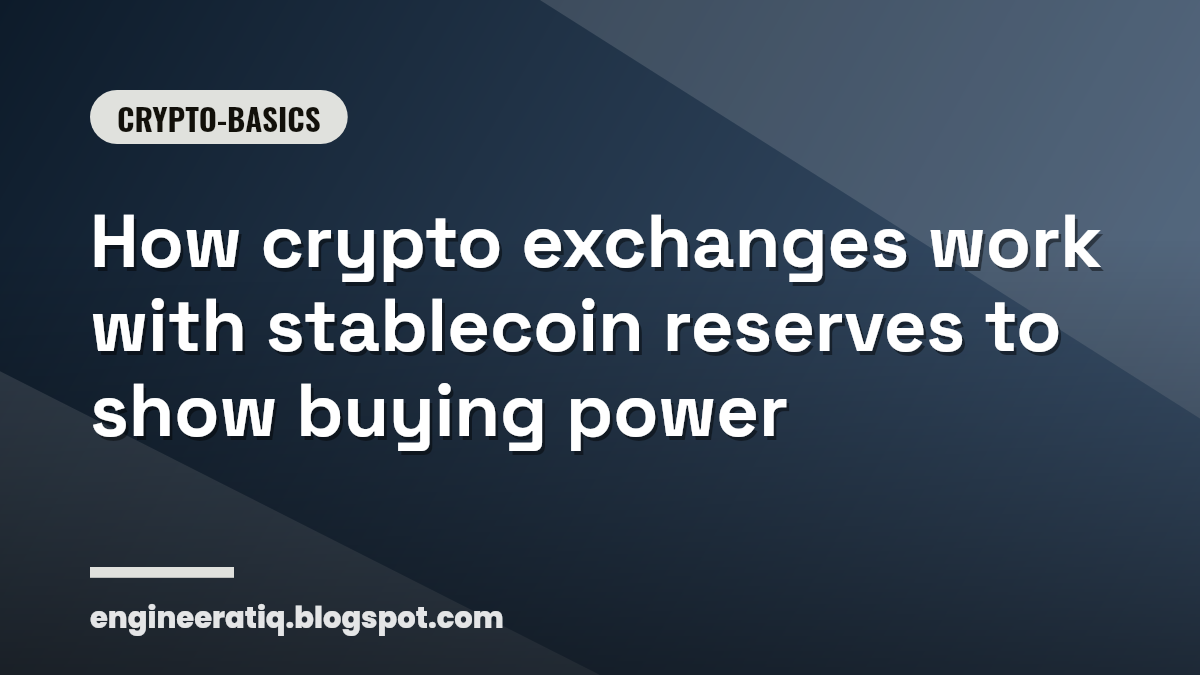 CRYPTO-BASICS
How crypto exchanges work
with stablecoin reserves to
show buying power
engineeratiq.blogspot.com